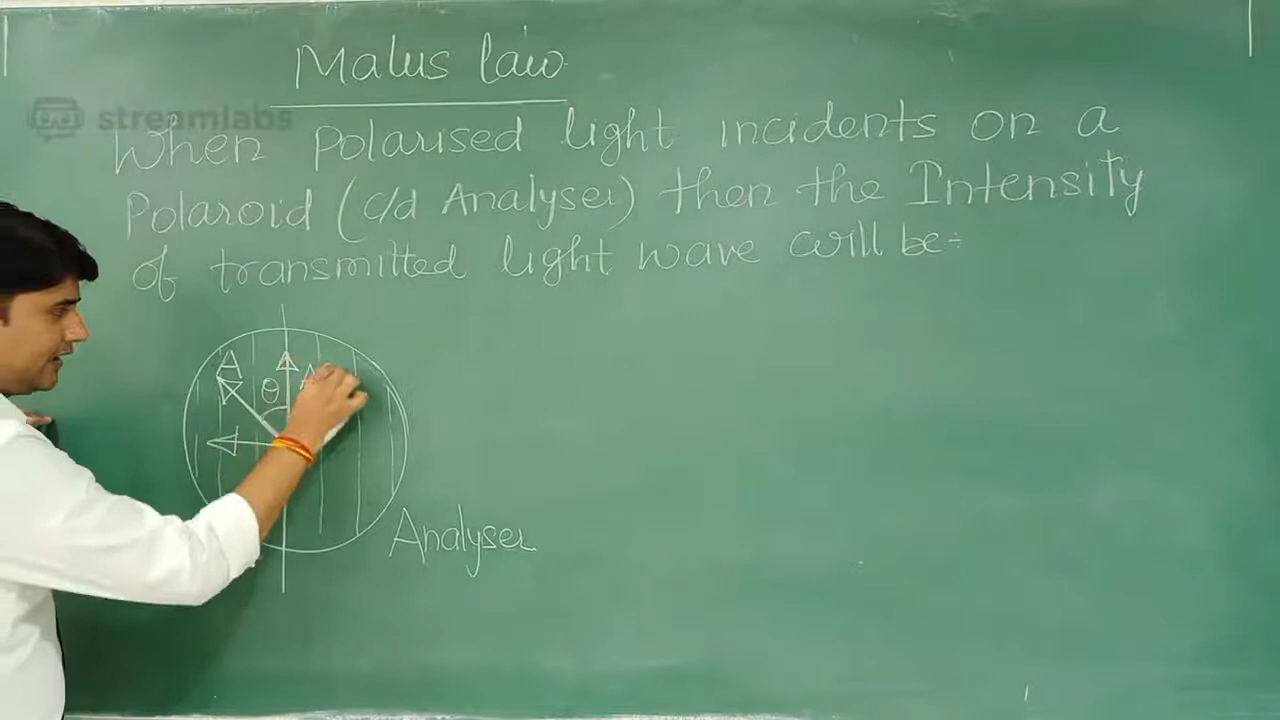 Malus law
streamlabs
When Polarised light incidents on a
Polaroid (c/d Analyser) then the Intensity
of transmitted light wave will be÷
A
θ
A
Analyser